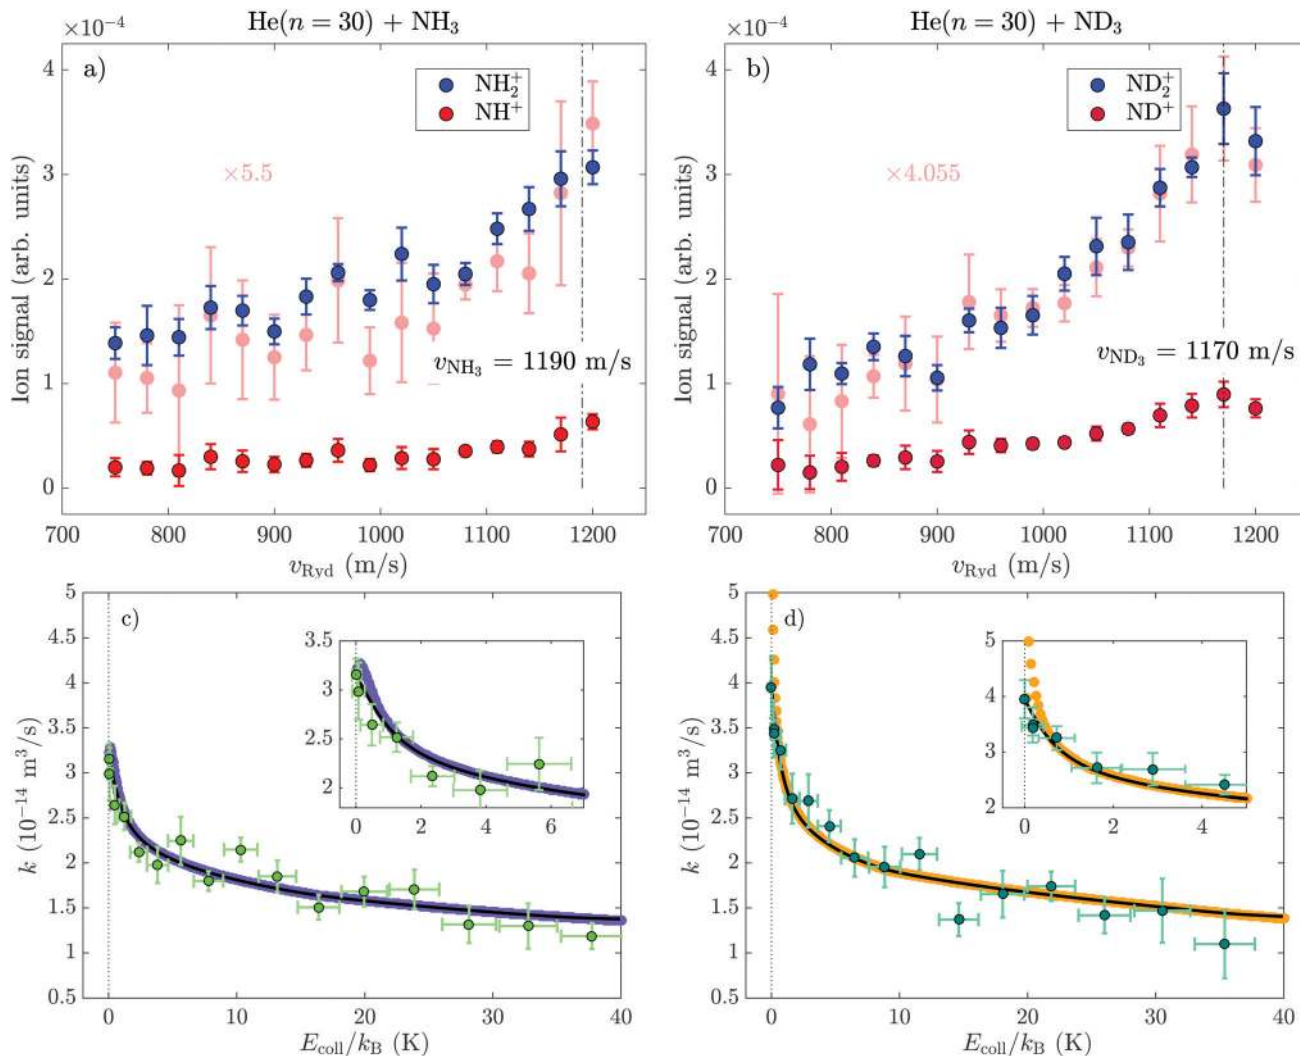 He(n = 30) + NH₃
×10⁻⁴
a)
NH₂⁺
NH⁺
×5.5
v_NH₃ = 1190 m/s
Ion signal (arb. units)
4
3
2
1
0
700 800 900 1000 1100 1200
v_Ryd (m/s)
He(n = 30) + ND₃
×10⁻⁴
b)
ND₂⁺
ND⁺
×4.055
v_ND₃ = 1170 m/s
Ion signal (arb. units)
4
3
2
1
0
700 800 900 1000 1100 1200
v_Ryd (m/s)
c)
k (10⁻¹⁴ m³/s)
5
4.5
4
3.5
3
2.5
2
1.5
1
0.5
0 10 20 30 40
E_coll/k_B (K)
3.5
3
2.5
2
0 2 4 6
d)
k (10⁻¹⁴ m³/s)
5
4.5
4
3.5
3
2.5
2
1.5
1
0.5
0 10 20 30 40
E_coll/k_B (K)
5
4
3
2
0 2 4